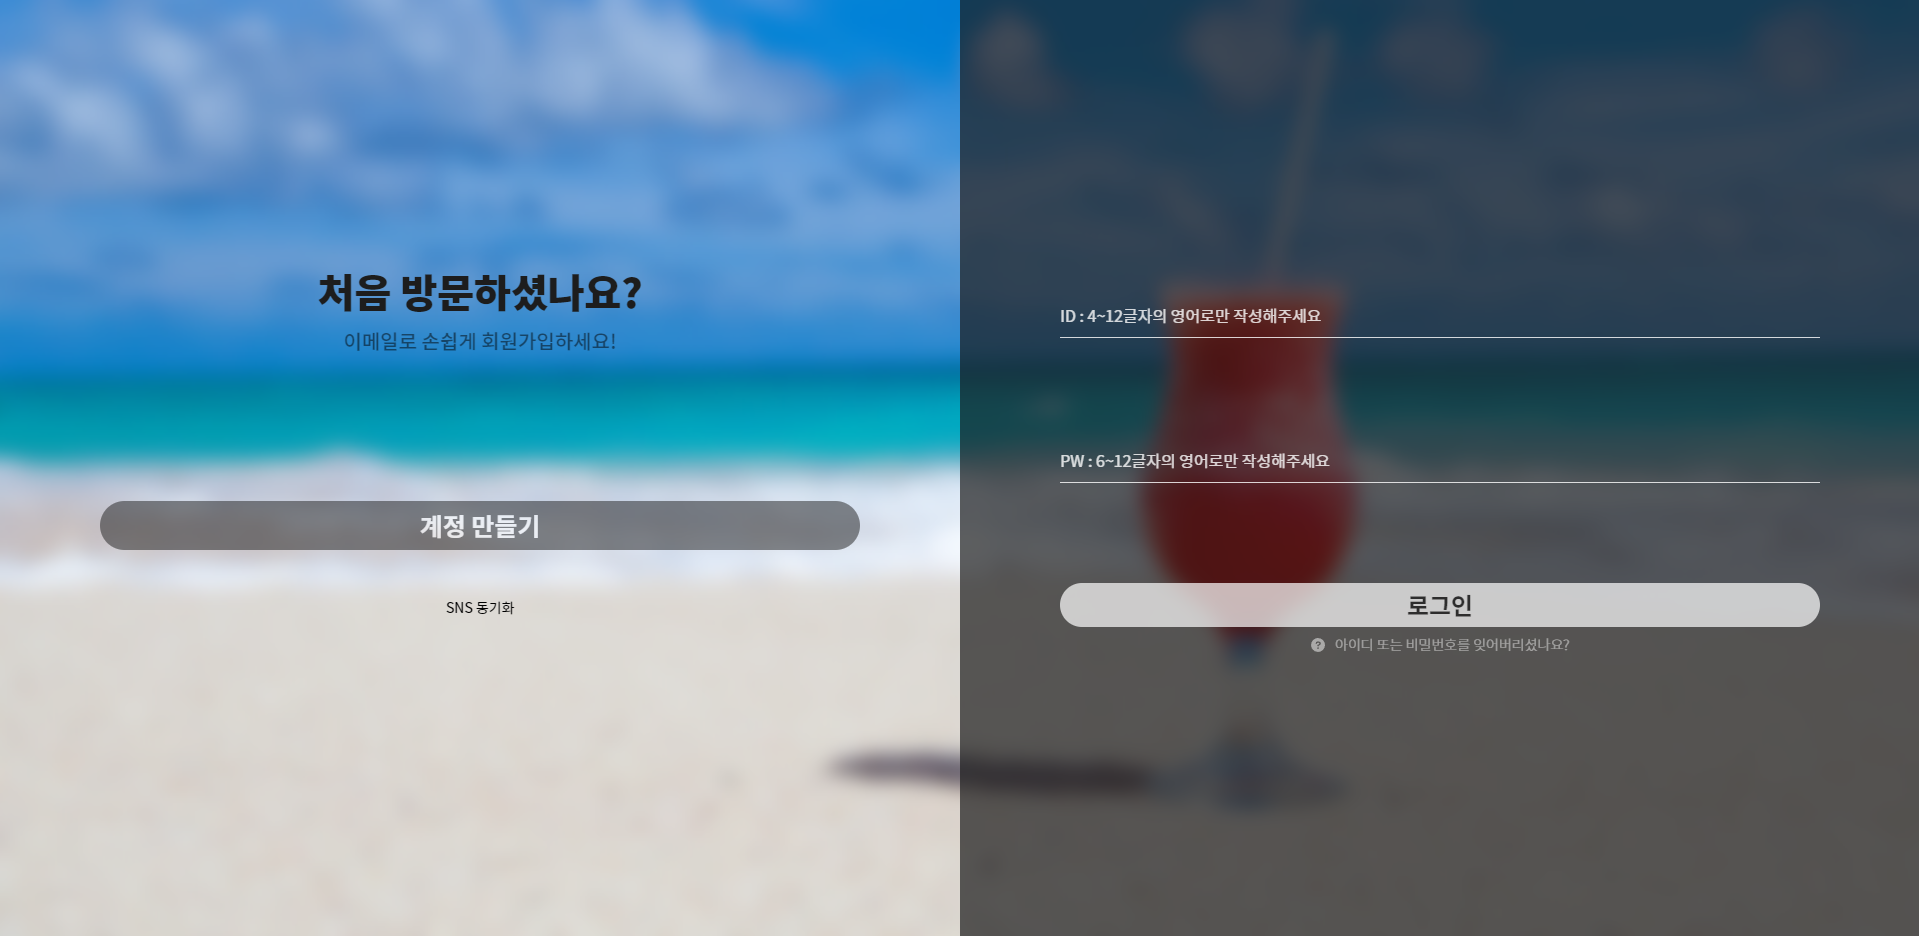 처음 방문하셨나요?
이메일로 손쉽게 회원가입하세요!
계정 만들기
SNS 동기화
ID : 4~12글자의 영어로만 작성해주세요
PW : 6~12글자의 영어로만 작성해주세요
로그인
? 아이디 또는 비밀번호를 잊어버리셨나요?